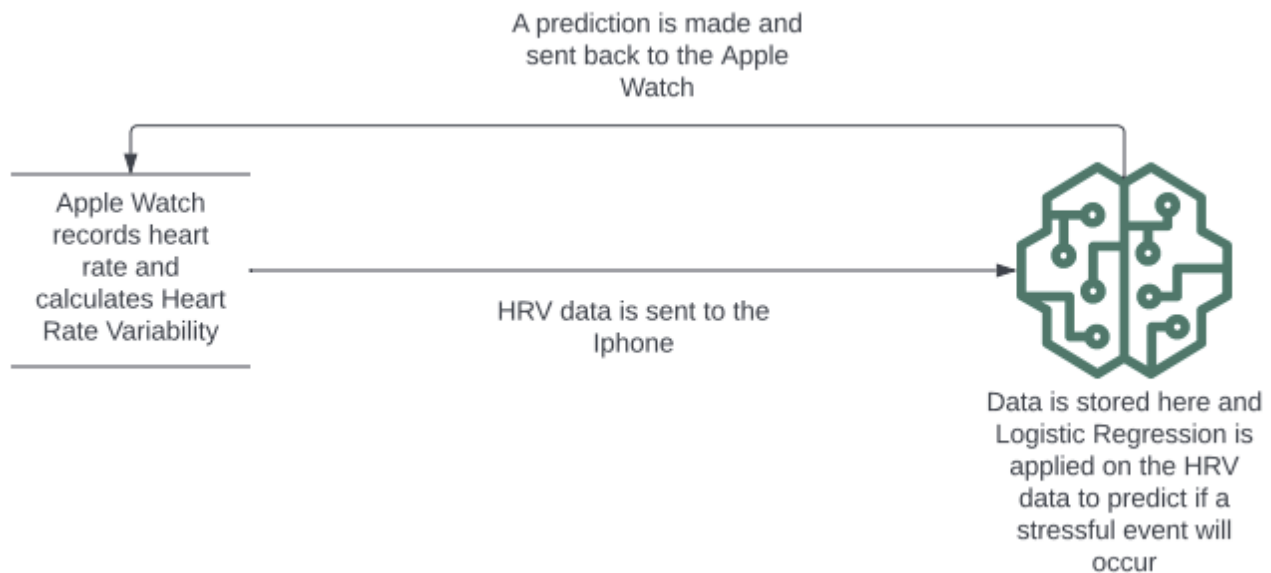 A prediction is made and
sent back to the Apple
Watch
Apple Watch
records heart
rate and
calculates Heart
Rate Variability
HRV data is sent to the
Iphone
Data is stored here and
Logistic Regression is
applied on the HRV
data to predict if a
stressful event will
occur